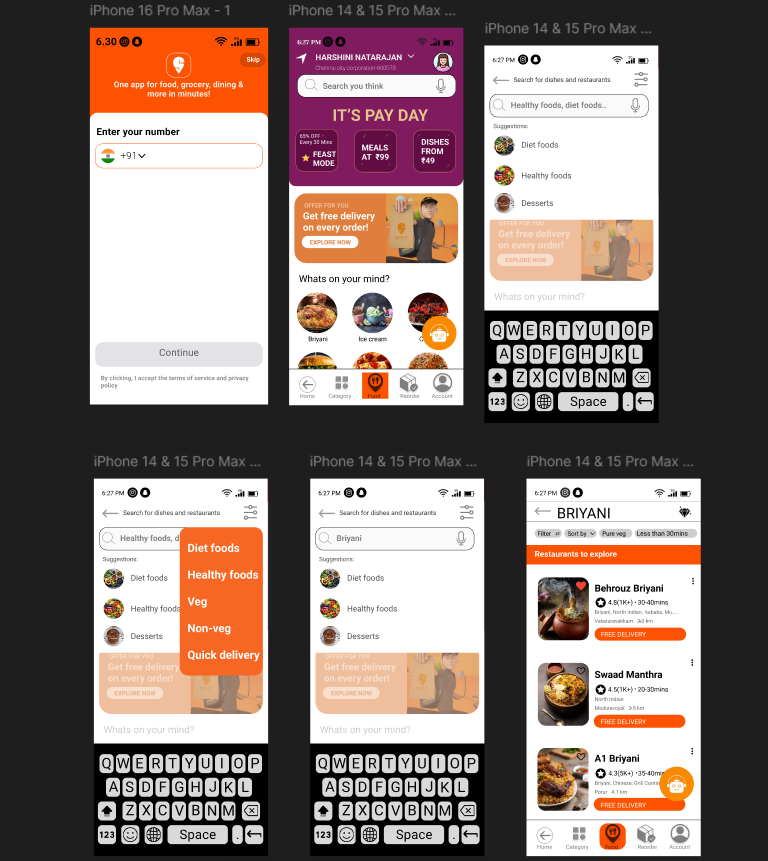 iPhone 16 Pro Max - 1
6.30
Skip
One app for food, grocery, dining &
more in minutes!
Enter your number
+91
Continue
By clicking, I accept the terms of service and privacy
policy
iPhone 14 & 15 Pro Max ...
6:27 PM
HARSHINI NATARAJAN
Chennai city corporation-600078
Search you think
IT'S PAY DAY
65% OFF
Every 30 Mins
FEAST
MODE
MEALS
AT ₹99
DISHES
FROM
₹49
OFFER FOR YOU
Get free delivery
on every order!
EXPLORE NOW
Whats on your mind?
Briyani
Ice cream
Home
Category
Food
Reorder
Account
iPhone 14 & 15 Pro Max ...
6:27 PM
Search for dishes and restaurants
Healthy foods, diet foods..
Suggestions:
Diet foods
Healthy foods
Desserts
OFFER FOR YOU
Get free delivery
on every order!
EXPLORE NOW
Whats on your mind?
Q W E R T Y U I O P
A S D F G H J K L
Z X C V B N M
123 Space .
iPhone 14 & 15 Pro Max ...
6:27 PM
Search for dishes and restaurants
Healthy foods, d
Suggestions:
Diet foods
Healthy foods
Desserts
Diet foods
Healthy foods
Veg
Non-veg
Quick delivery
Get free delivery
on every order!
EXPLORE NOW
Whats on your mind?
Q W E R T Y U I O P
A S D F G H J K L
Z X C V B N M
123 Space .
iPhone 14 & 15 Pro Max ...
6:27 PM
Search for dishes and restaurants
Briyani
Suggestions:
Diet foods
Healthy foods
Desserts
OFFER FOR YOU
Get free delivery
on every order!
EXPLORE NOW
Whats on your mind?
Q W E R T Y U I O P
A S D F G H J K L
Z X C V B N M
123 Space .
iPhone 14 & 15 Pro Max ...
6:27 PM
BRIYANI
Filter
Sort by
Pure veg
Less than 30mins
Restaurants to explore
Behrouz Briyani
4.8(1K+) • 30-40mins
Briyani, North indian, kebabs, Mu.....
Valasaravakkam 3.0 km
FREE DELIVERY
Swaad Manthra
4.5(1K+) • 20-30mins
North Indian
Maduravoyal 3.5 km
FREE DELIVERY
A1 Briyani
4.3(5K+) • 35-40min
Briyani, Chinese, Grill
Porur 4.1 km
FREE DELIVERY
Home
Category
Food
Reorder
Account